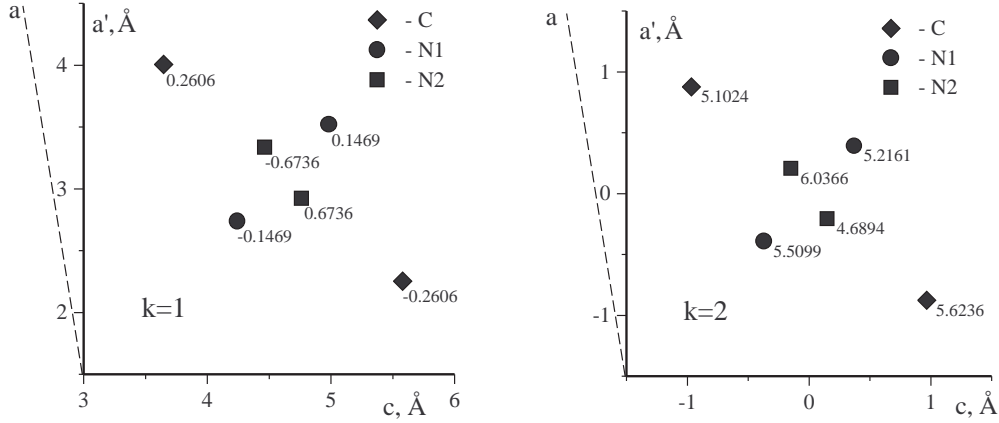 a
a', Å
- C
- N1
- N2
4
3
2
0.2606
0.1469
-0.6736
0.6736
-0.1469
-0.2606
k=1
3
4
5
6
c, Å
a
a', Å
- C
- N1
- N2
1
0
-1
5.1024
5.2161
6.0366
4.6894
5.5099
5.6236
k=2
-1
0
1
c, Å